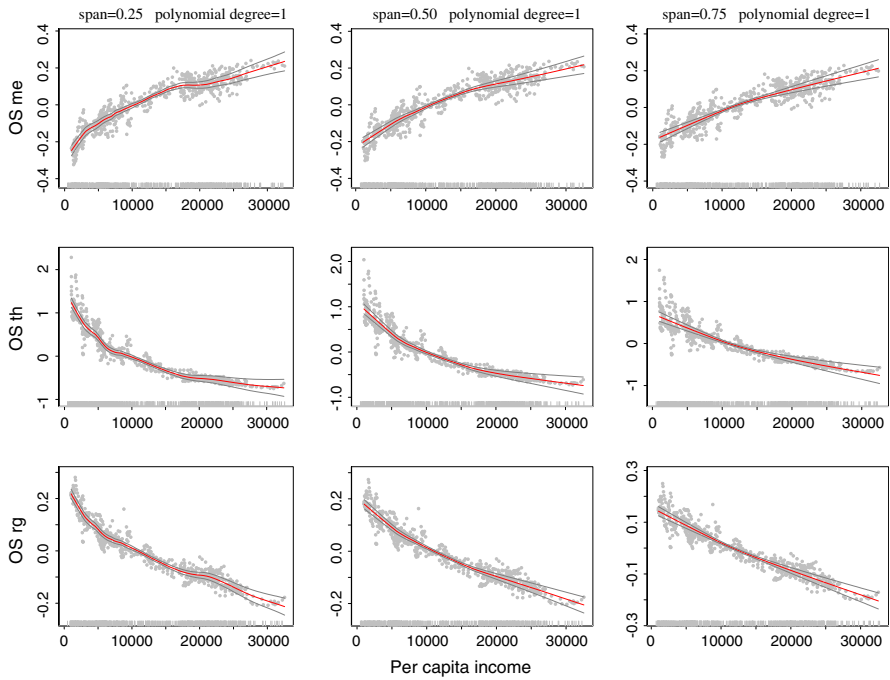 span=0.25 polynomial degree=1
span=0.50 polynomial degree=1
span=0.75 polynomial degree=1
OS me
0.4
0.2
0.0
-0.2
-0.4
0 10000 20000 30000
0.4
0.2
0.0
-0.2
-0.4
0 10000 20000 30000
0.4
0.2
0.0
-0.2
-0.4
0 10000 20000 30000
OS th
2
1
0
-1
0 10000 20000 30000
2.0
1.0
0.0
-1.0
0 10000 20000 30000
2
1
0
-1
0 10000 20000 30000
OS rg
0.2
0.0
-0.2
0 10000 20000 30000
0.2
0.0
-0.2
0 10000 20000 30000
0.3
0.1
-0.1
-0.3
0 10000 20000 30000
Per capita income